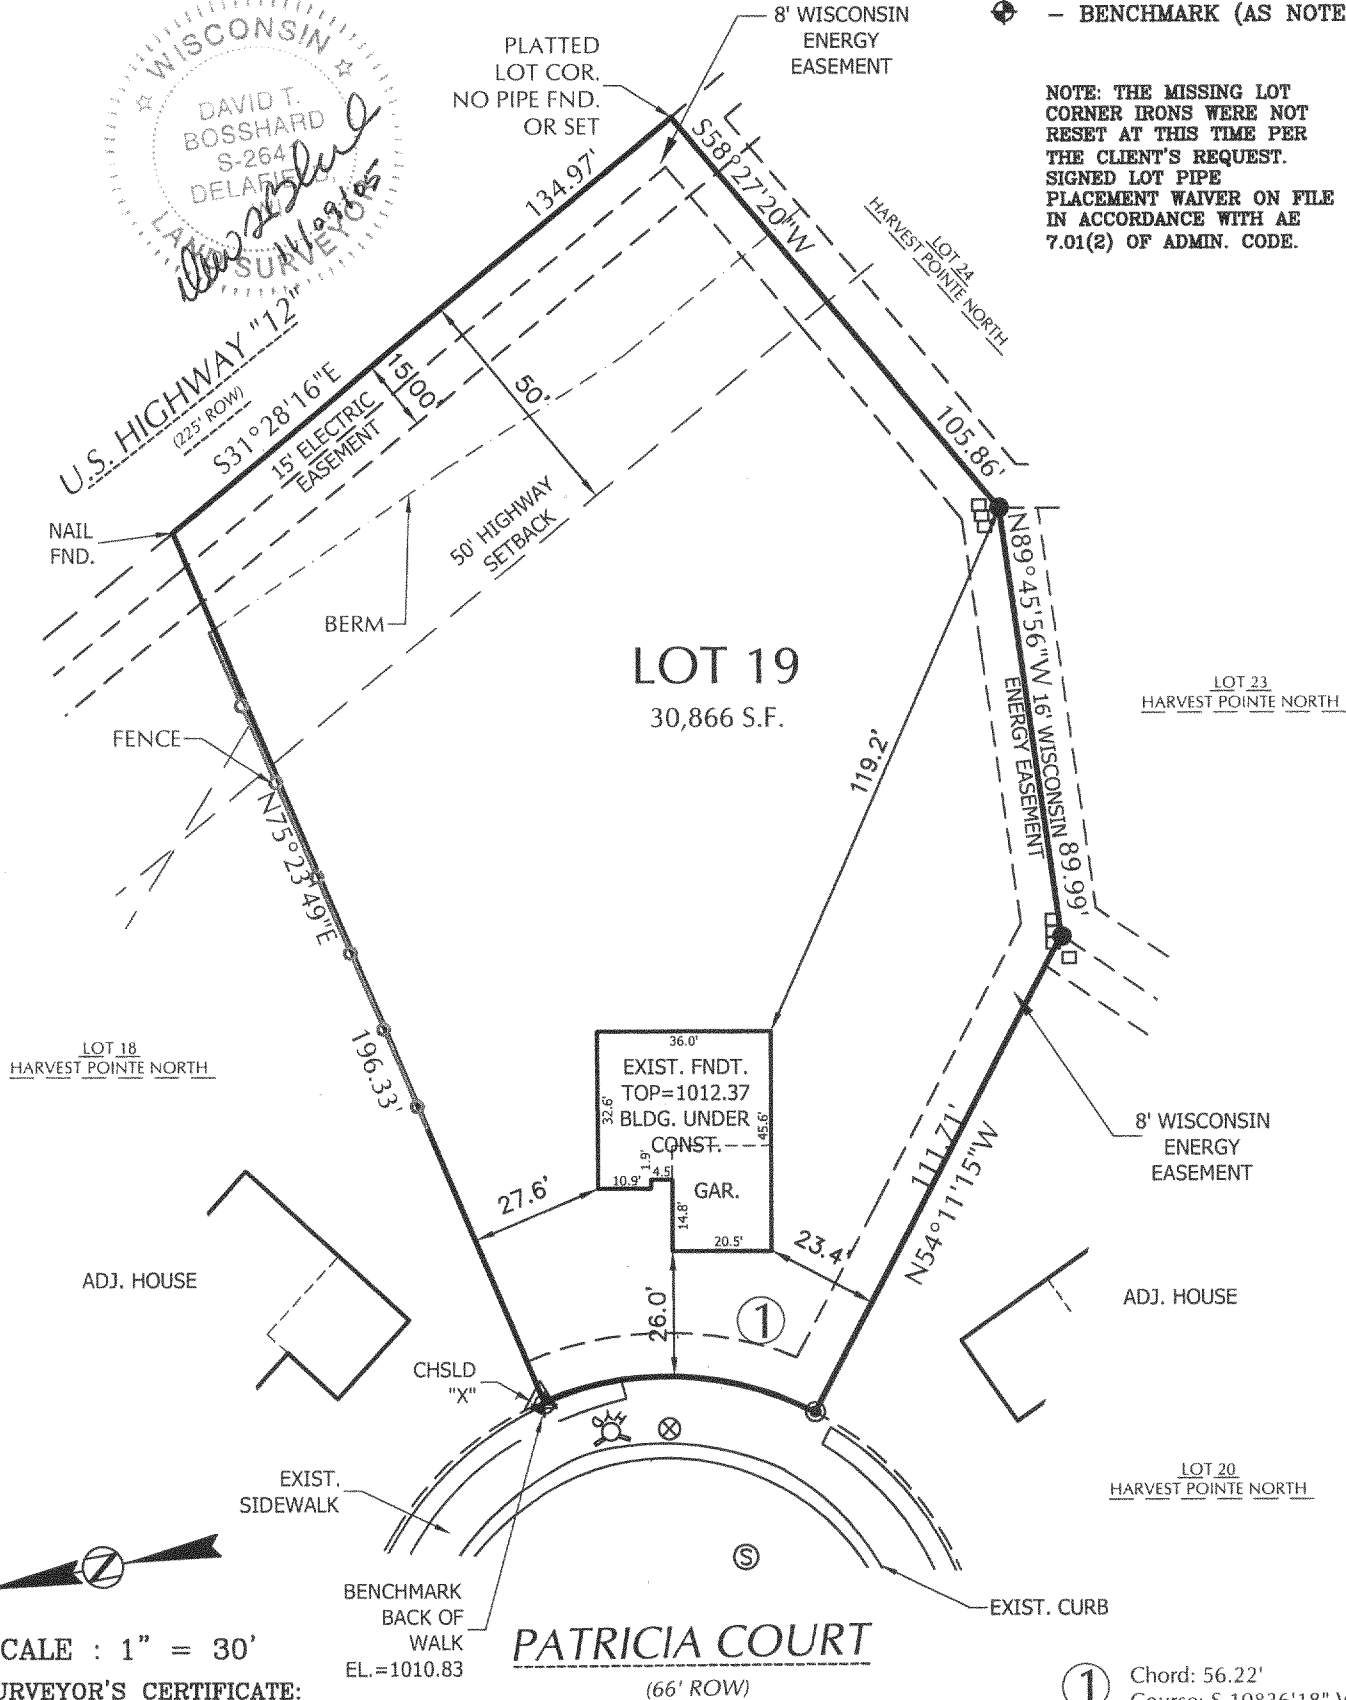 WISCONSIN
DAVID T.
BOSSHARD
S-264
DELAFIELD,
LAND SURVEYOR
8' WISCONSIN
ENERGY
EASEMENT
– BENCHMARK (AS NOTE
PLATTED
LOT COR.
NO PIPE FND.
OR SET
NOTE: THE MISSING LOT
CORNER IRONS WERE NOT
RESET AT THIS TIME PER
THE CLIENT'S REQUEST.
SIGNED LOT PIPE
PLACEMENT WAIVER ON FILE
IN ACCORDANCE WITH AE
7.01(2) OF ADMIN. CODE.
134.97'
S58°27'20"W
LOT 24
HARVEST POINTE NORTH
U.S. HIGHWAY "12"
(225' ROW)
S31°28'16"E
15' ELECTRIC
EASEMENT
15.00'
50'
105.86'
NAIL
FND.
50' HIGHWAY
SETBACK
BERM
N89°45'56"W
16' WISCONSIN
ENERGY EASEMENT
89.99'
LOT 19
30,866 S.F.
LOT 23
HARVEST POINTE NORTH
FENCE
119.2'
N75°23'49"E
196.33'
LOT 18
HARVEST POINTE NORTH
36.0'
EXIST. FNDT.
TOP=1012.37
BLDG. UNDER
CONST.
32.6'
45.6'
1.9'
4.5'
10.9'
GAR.
14.8'
20.5'
27.6'
23.4'
26.0'
1
111.71'
N54°11'15"W
8' WISCONSIN
ENERGY
EASEMENT
ADJ. HOUSE
ADJ. HOUSE
CHSLD
"X"
EXIST.
SIDEWALK
LOT 20
HARVEST POINTE NORTH
S
N
BENCHMARK
BACK OF
WALK
EL.=1010.83
EXIST. CURB
PATRICIA COURT
(66' ROW)
CALE : 1" = 30'
URVEYOR'S CERTIFICATE:
1
Chord: 56.22'